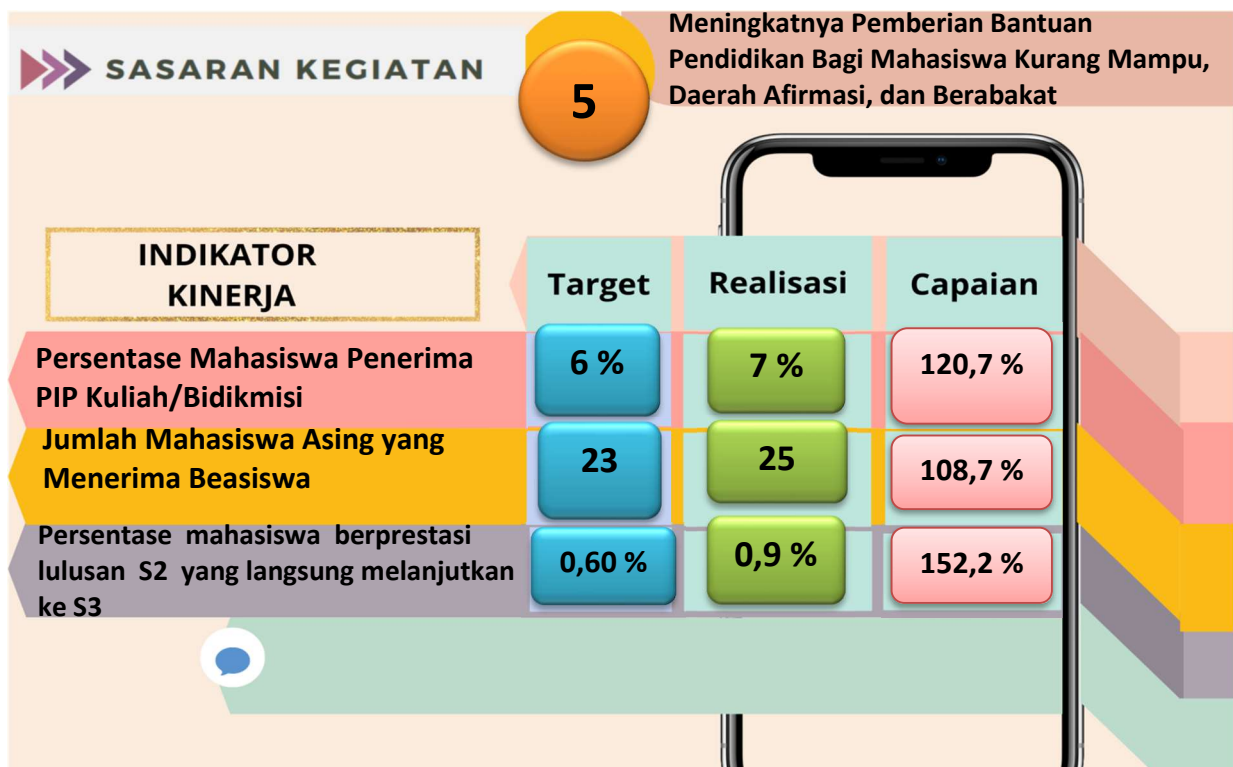 SASARAN KEGIATAN
5
Meningkatnya Pemberian Bantuan
Pendidikan Bagi Mahasiswa Kurang Mampu,
Daerah Afirmasi, dan Berabakat
INDIKATOR
KINERJA
Target
Realisasi
Capaian
Persentase Mahasiswa Penerima
PIP Kuliah/Bidikmisi
6 %
7 %
120,7 %
Jumlah Mahasiswa Asing yang
Menerima Beasiswa
23
25
108,7 %
Persentase mahasiswa berprestasi
lulusan S2 yang langsung melanjutkan
ke S3
0,60 %
0,9 %
152,2 %